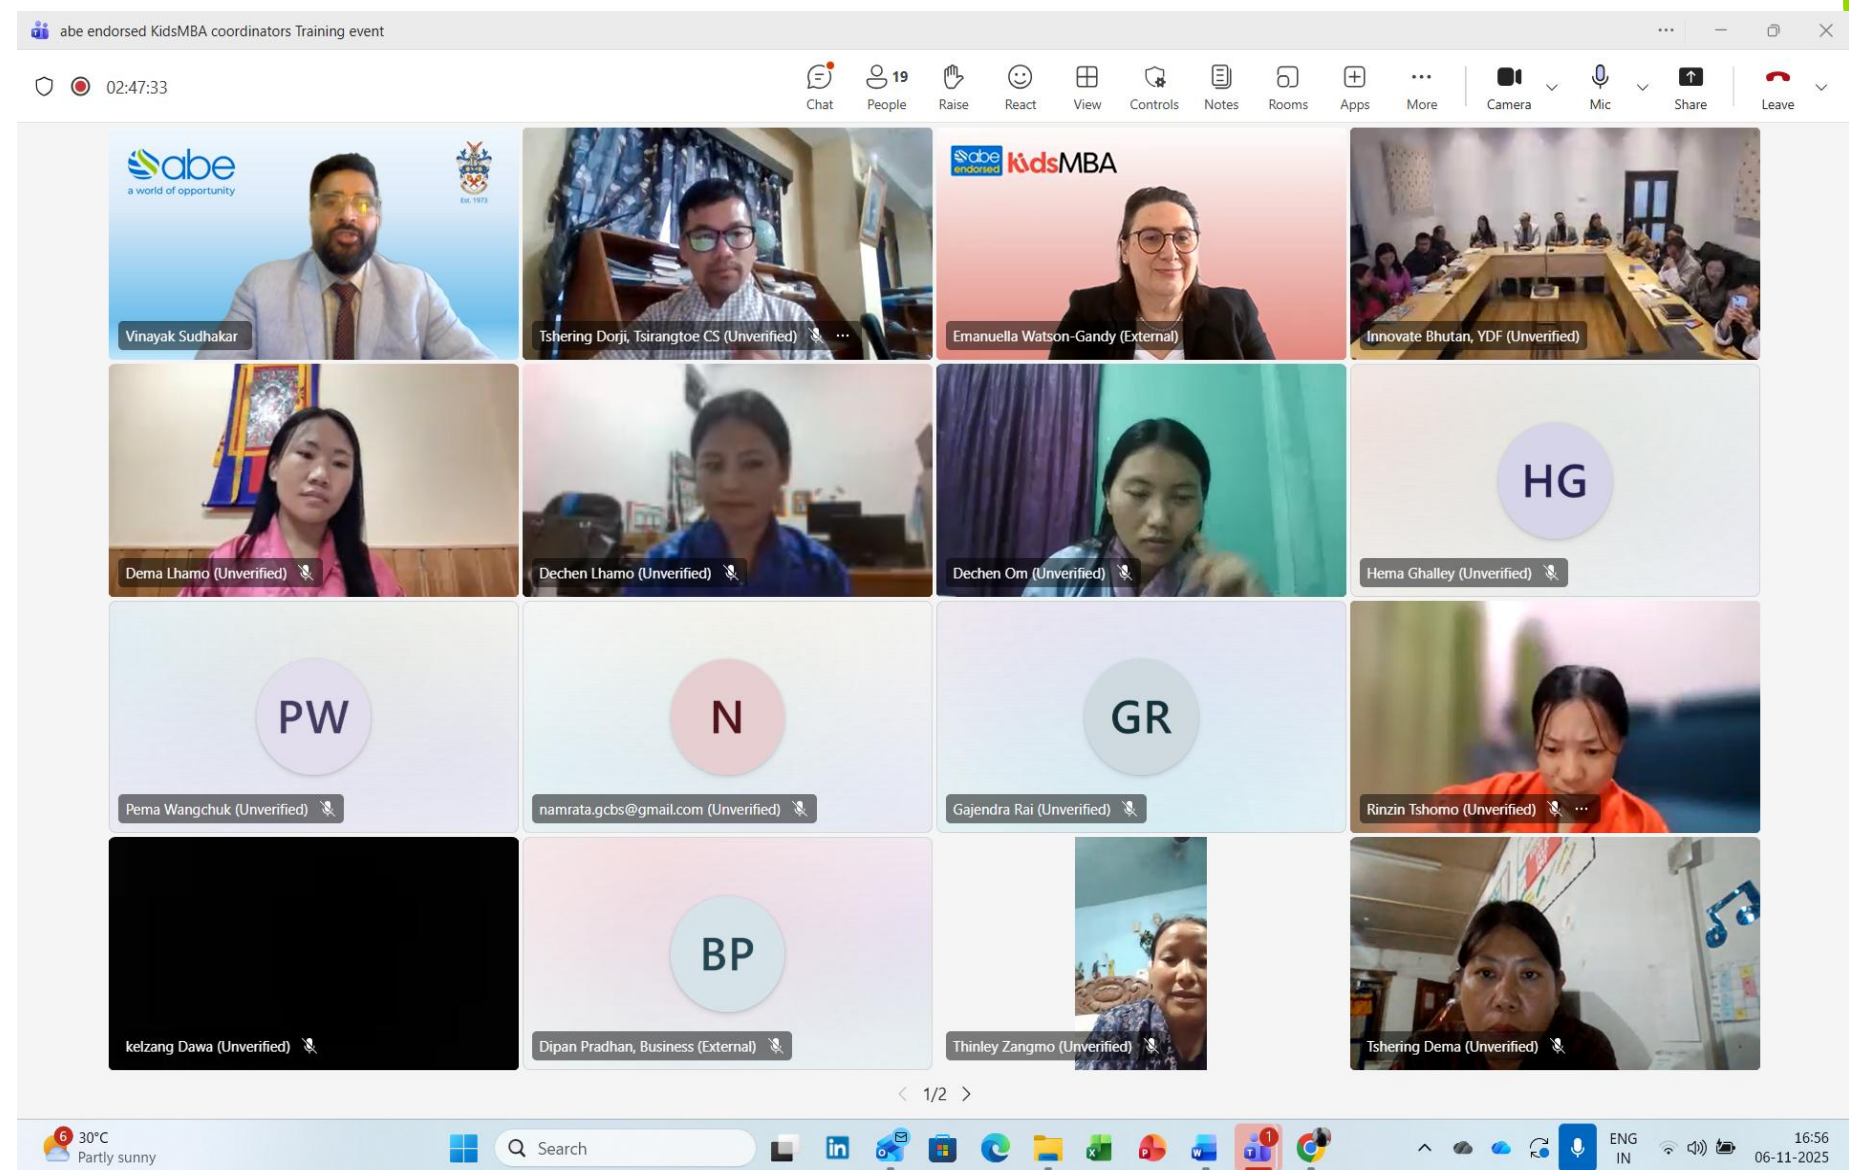 abe endorsed KidsMBA coordinators Training event
02:47:33
Chat
People 19
Raise
React
View
Controls
Notes
Rooms
Apps
More
Camera
Mic
Share
Leave
abe
a world of opportunity
Est. 1973
Vinayak Sudhakar
Tshering Dorji, Tsirangtoe CS (Unverified)
abe endorsed KidsMBA
Emanuella Watson-Gandy (External)
Innovate Bhutan, YDF (Unverified)
Dema Lhamo (Unverified)
Dechen Lhamo (Unverified)
Dechen Om (Unverified)
HG
Hema Ghalley (Unverified)
PW
Pema Wangchuk (Unverified)
N
namrata.gcbs@gmail.com (Unverified)
GR
Gajendra Rai (Unverified)
Rinzin Tshomo (Unverified)
kelzang Dawa (Unverified)
BP
Dipan Pradhan, Business (External)
Thinley Zangmo (Unverified)
Tshering Dema (Unverified)
1/2
6
30°C
Partly sunny
Search
in
1
ENG
IN
16:56
06-11-2025